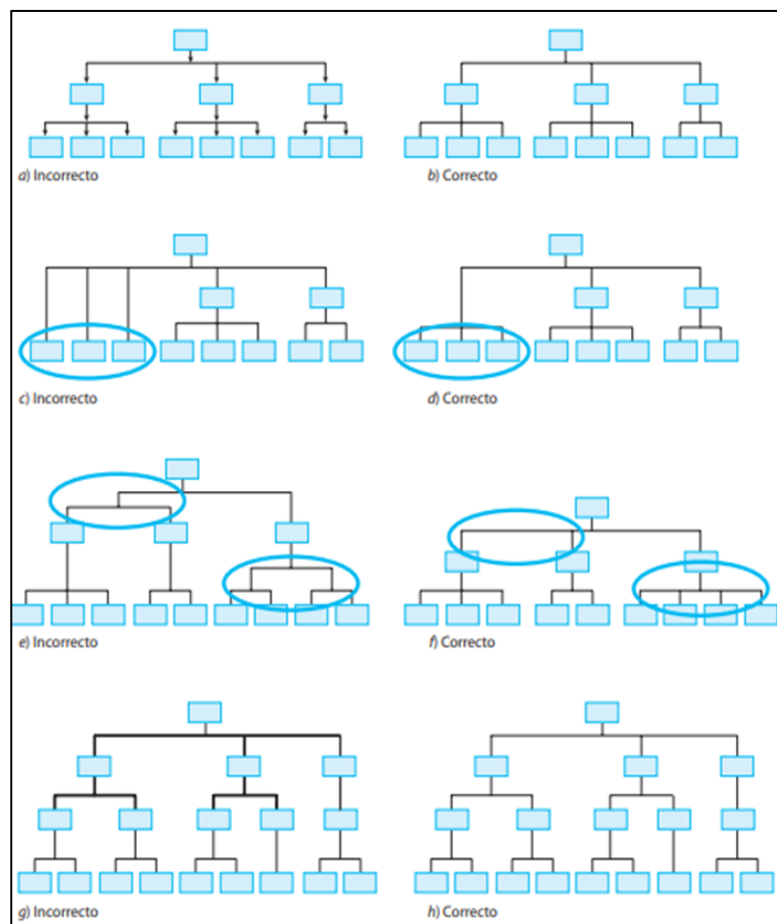 a) Incorrecto
b) Correcto
c) Incorrecto
d) Correcto
e) Incorrecto
f) Correcto
g) Incorrecto
h) Correcto